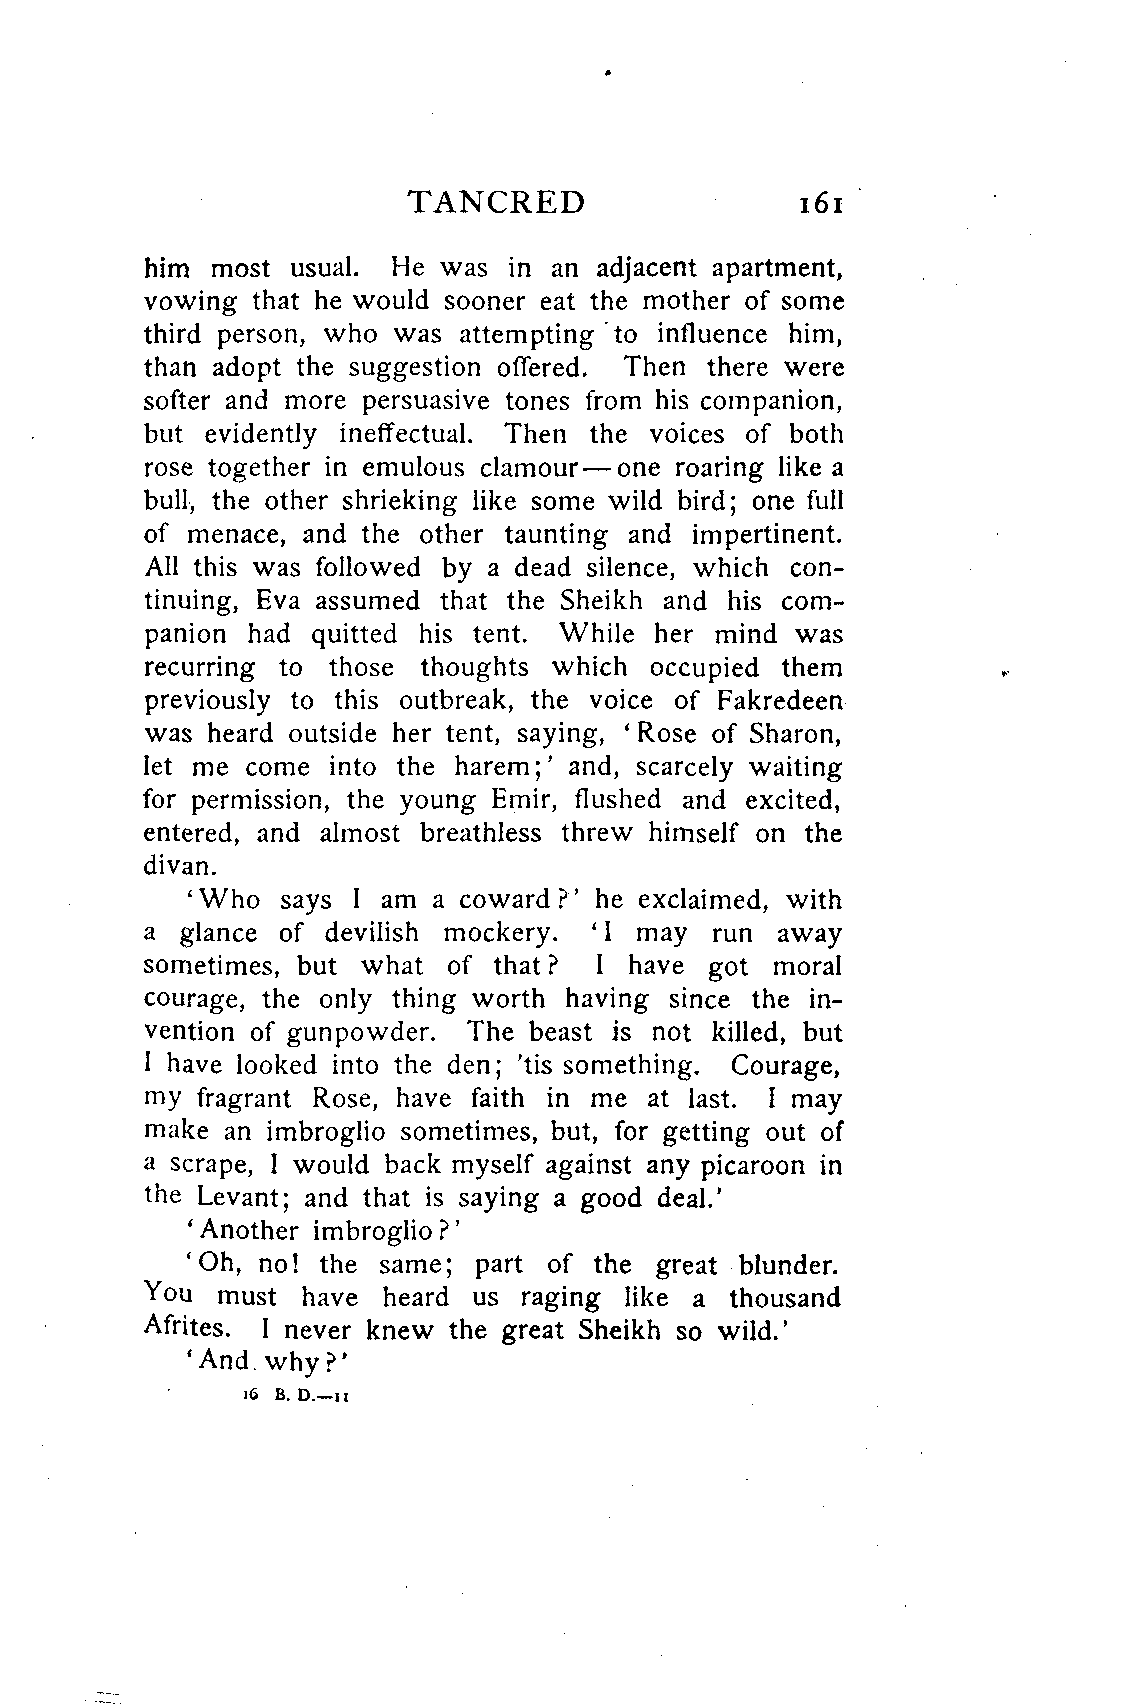 TANCRED 161
him most usual. He was in an adjacent apartment,
vowing that he would sooner eat the mother of some
third person, who was attempting to influence him,
than adopt the suggestion offered. Then there were
softer and more persuasive tones from his companion,
but evidently ineffectual. Then the voices of both
rose together in emulous clamour—one roaring like a
bull, the other shrieking like some wild bird; one full
of menace, and the other taunting and impertinent.
All this was followed by a dead silence, which con-
tinuing, Eva assumed that the Sheikh and his com-
panion had quitted his tent. While her mind was
recurring to those thoughts which occupied them
previously to this outbreak, the voice of Fakredeen
was heard outside her tent, saying, ‘Rose of Sharon,
let me come into the harem;’ and, scarcely waiting
for permission, the young Emir, flushed and excited,
entered, and almost breathless threw himself on the
divan.
‘Who says I am a coward?’ he exclaimed, with
a glance of devilish mockery. ‘I may run away
sometimes, but what of that? I have got moral
courage, the only thing worth having since the in-
vention of gunpowder. The beast is not killed, but
I have looked into the den; ’tis something. Courage,
my fragrant Rose, have faith in me at last. I may
make an imbroglio sometimes, but, for getting out of
a scrape, I would back myself against any picaroon in
the Levant; and that is saying a good deal.’
‘Another imbroglio?’
‘Oh, no! the same; part of the great blunder.
You must have heard us raging like a thousand
Afrites. I never knew the great Sheikh so wild.’
‘And why?’
16 B. D.—11